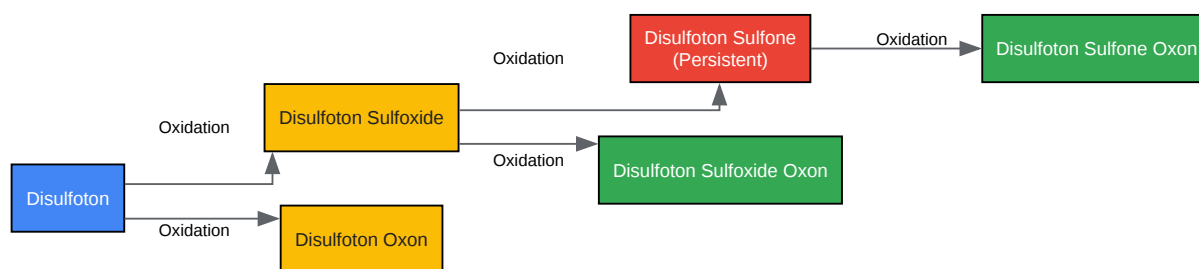 Disulfoton Sulfone
(Persistent)
Oxidation
Disulfoton Sulfone Oxon
Oxidation
Disulfoton Sulfoxide
Oxidation
Oxidation
Disulfoton Sulfoxide Oxon
Disulfoton
Oxidation
Disulfoton Oxon